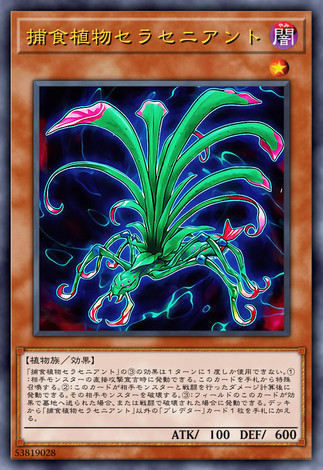 捕食植物セラセニアント
闇
やみ
【植物族／効果】
「捕食植物セラセニアント」の③の効果は１ターンに１度しか使用できない。①
：相手モンスターの直接攻撃宣言時に発動できる。このカードを手札から特殊
召喚する。②：このカードが相手モンスターと戦闘を行ったダメージ計算後に
発動できる。その相手モンスターを破壊する。③：フィールドのこのカードが効
果で墓地へ送られた場合、または戦闘で破壊された場合に発動できる。デッキ
から「捕食植物セラセニアント」以外の「プレデター」カード１枚を手札に加え
る。
ATK/ 100 DEF/ 600
53819028